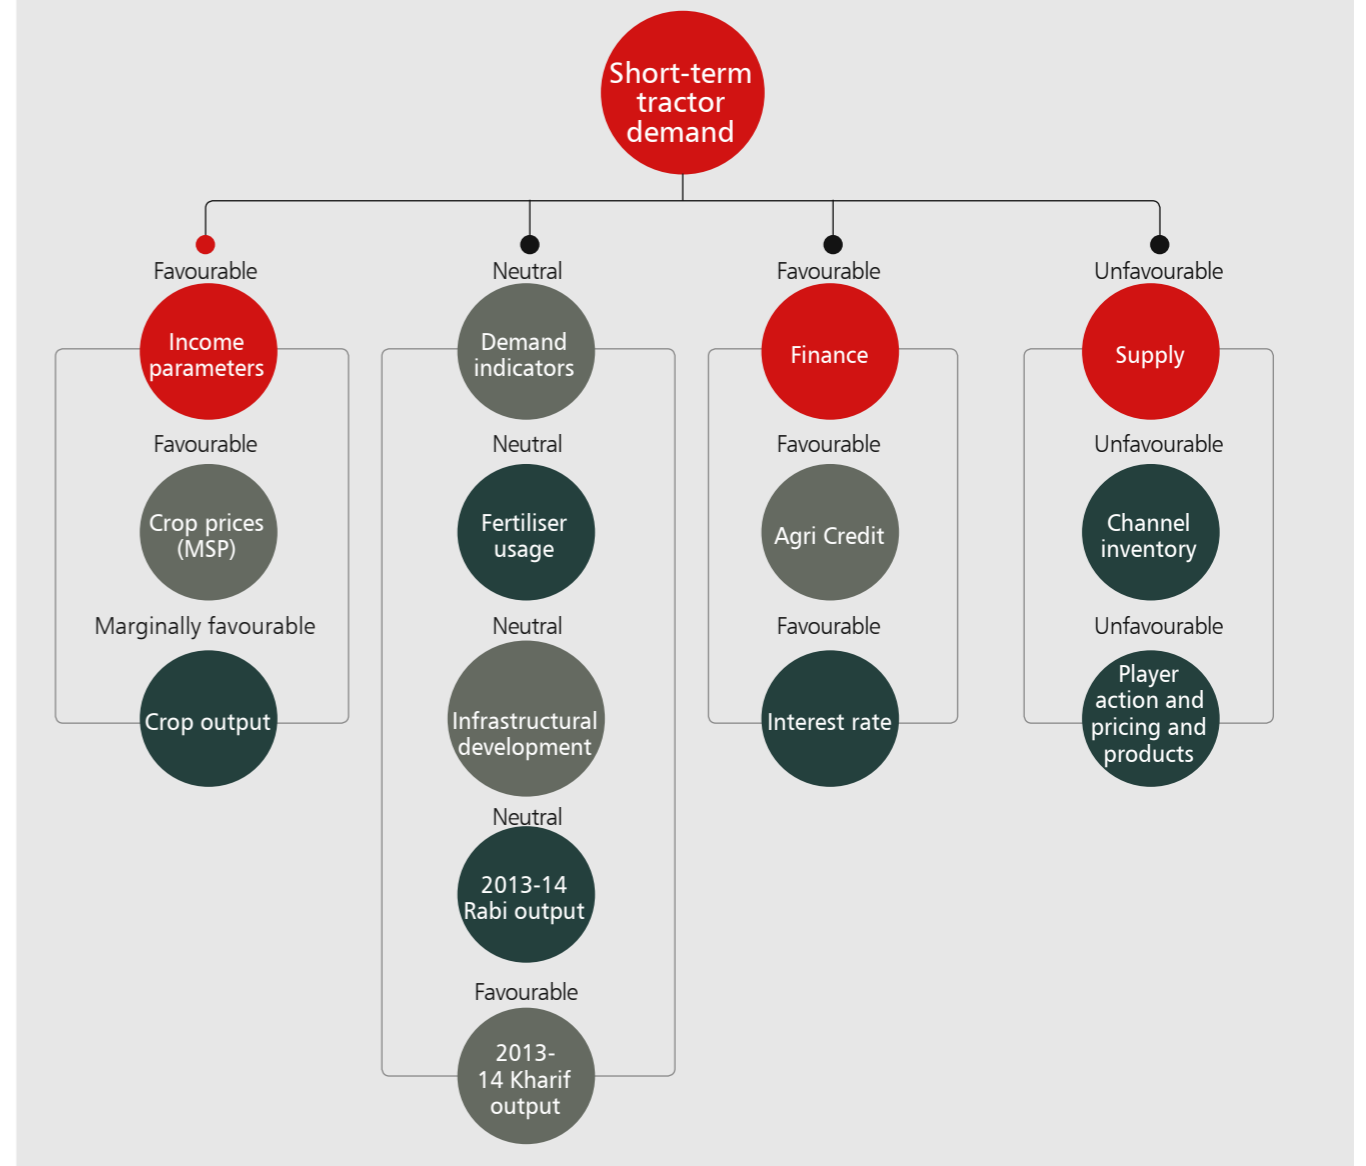 Short-term
tractor
demand
Favourable
Income
parameters
Favourable
Crop prices
(MSP)
Marginally favourable
Crop output
Neutral
Demand
indicators
Neutral
Fertiliser
usage
Neutral
Infrastructural
development
Neutral
2013-14
Rabi output
Favourable
2013-
14 Kharif
output
Favourable
Finance
Favourable
Agri Credit
Favourable
Interest rate
Unfavourable
Supply
Unfavourable
Channel
inventory
Unfavourable
Player
action and
pricing and
products